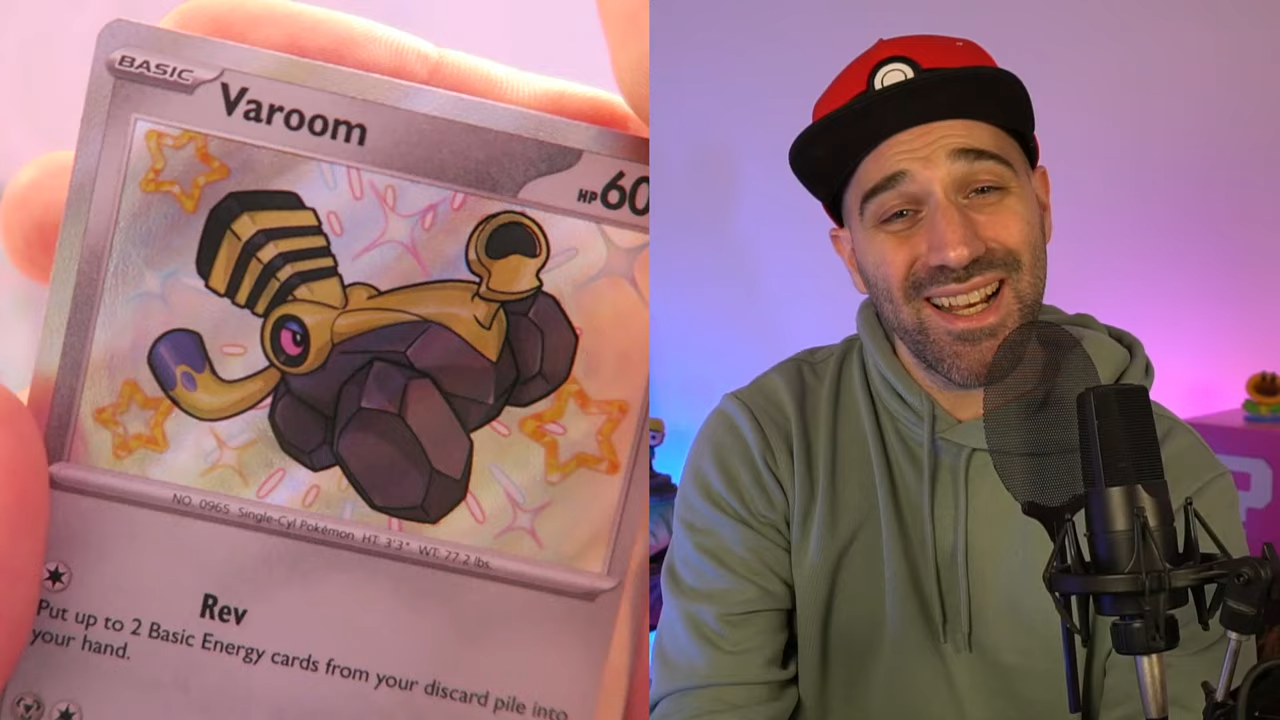 BASIC
Varoom
HP 60
NO. 0965 Single-Cyl Pokémon HT: 3'3" WT: 77.2 lbs.
Rev
Put up to 2 Basic Energy cards from your discard pile into
your hand.
P